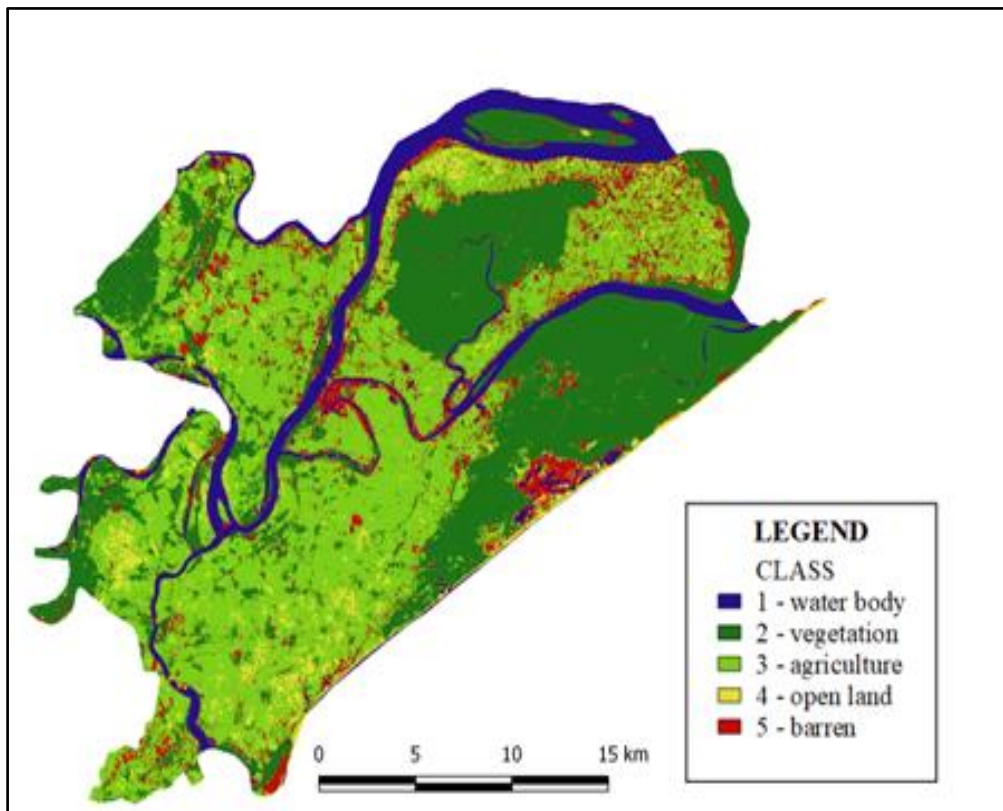 LEGEND
CLASS
1 - water body
2 - vegetation
3 - agriculture
4 - open land
5 - barren
0 5 10 15 km